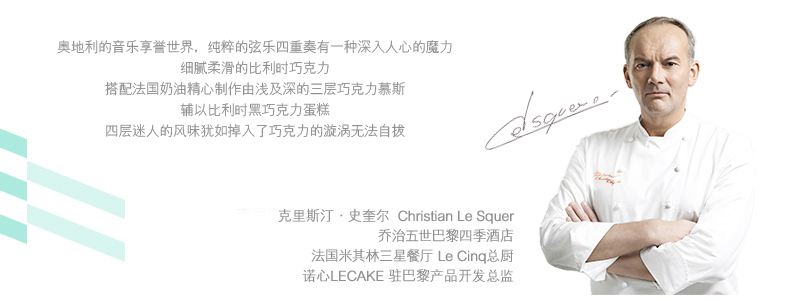 奥地利的音乐享誉世界，纯粹的弦乐四重奏有一种深入人心的魔力
细腻柔滑的比利时巧克力
搭配法国奶油精心制作由浅及深的三层巧克力慕斯
辅以比利时黑巧克力蛋糕
四层迷人的风味犹如掉入了巧克力的漩涡无法自拔
克里斯汀·史奎尔 Christian Le Squer
乔治五世巴黎四季酒店
法国米其林三星餐厅 Le Cinq总厨
诺心LECAKE 驻巴黎产品开发总监